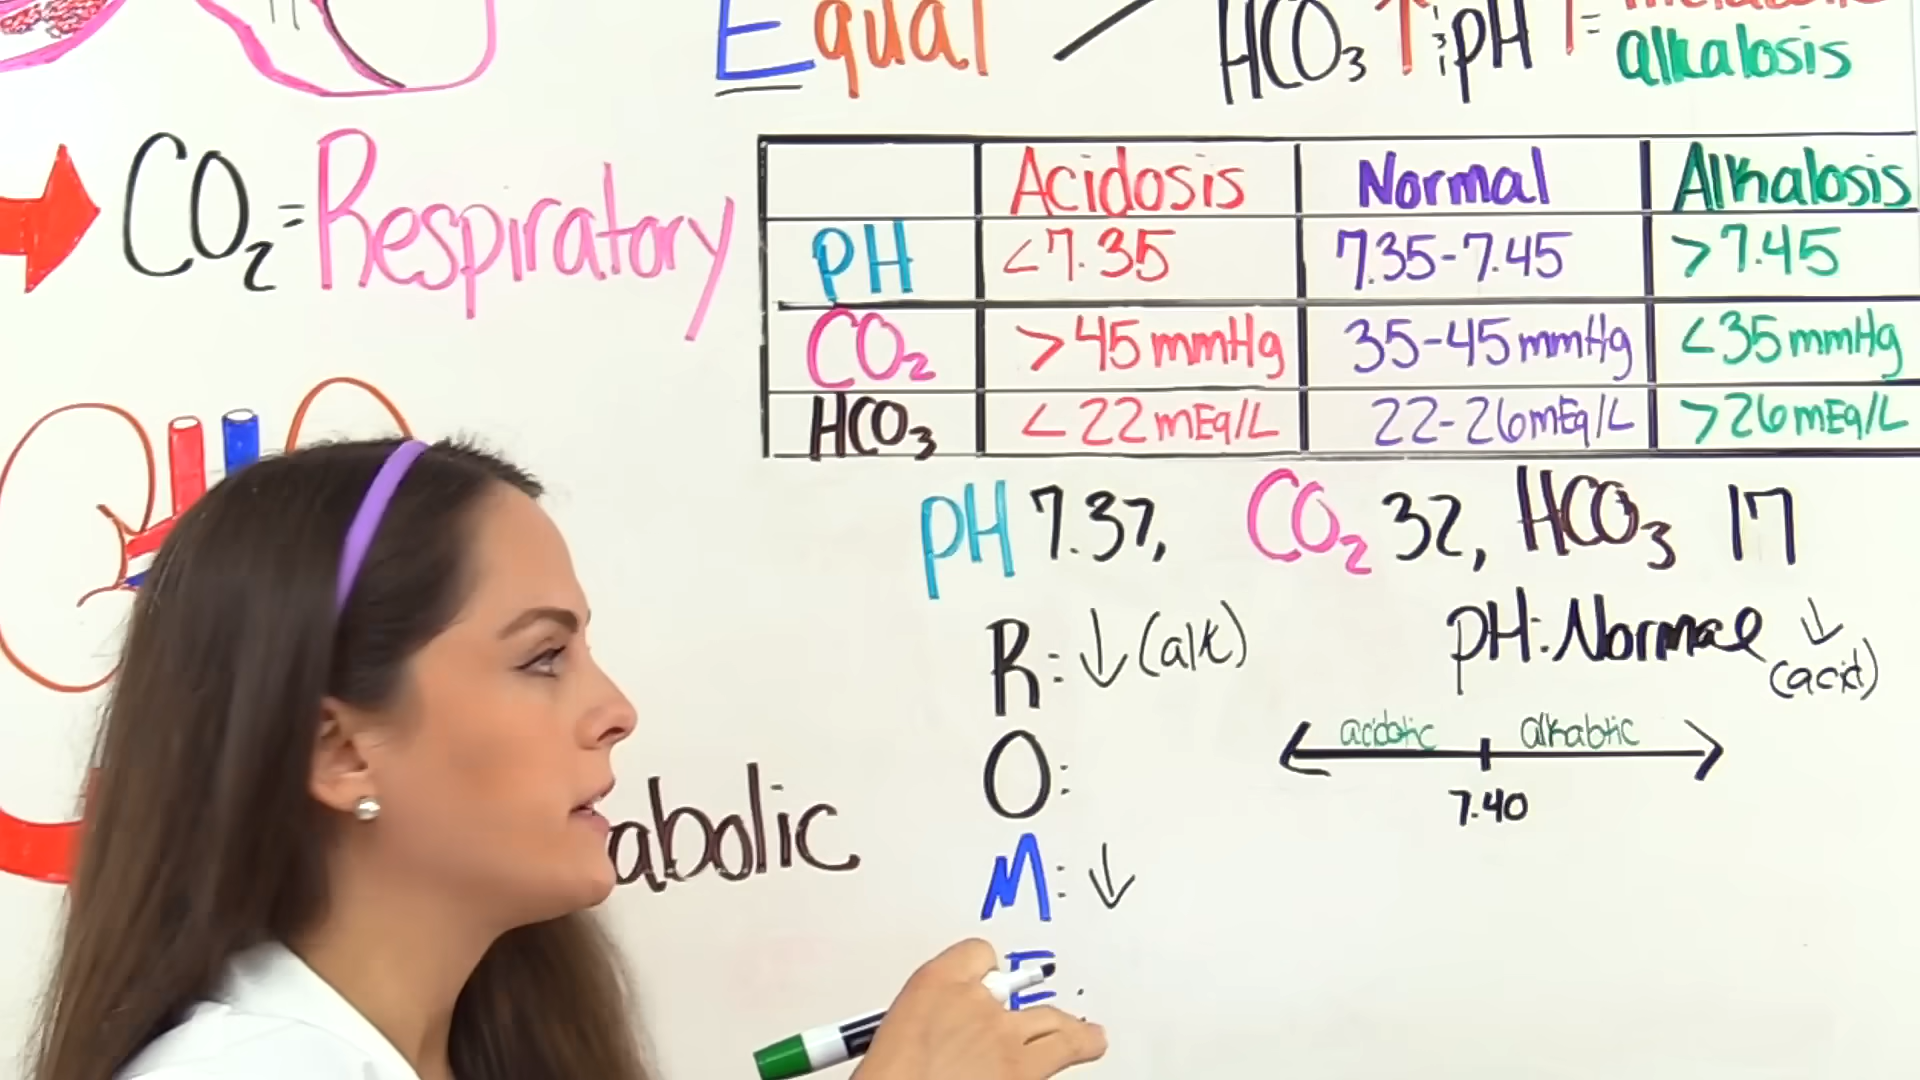 Equal
HCO₃ ↑ ; pH ↑ =
alkalosis
CO₂ = Respiratory
Acidosis Normal Alkalosis
pH <7.35 7.35-7.45 >7.45
CO₂ >45 mmHg 35-45 mmHg <35 mmHg
HCO₃ <22 mEq/L 22-26 mEq/L >26 mEq/L
pH 7.37, CO₂ 32, HCO₃ 17
R: ↓ (alk)
pH: Normal ↓
(acid)
acidotic alkalotic
7.40
O:
abolic
M: ↓
E: